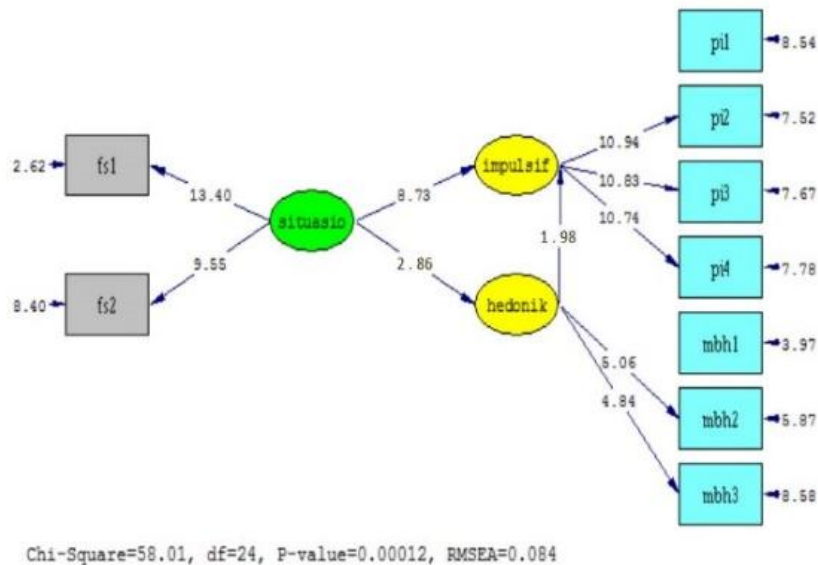 pi1
8.54
pi2
7.52
10.94
2.62
fs1
impulsif
13.40
8.73
10.83
pi3
7.67
situasio
10.74
1.98
pi4
7.78
9.55
2.86
8.40
fs2
hedonik
mbh1
3.97
5.06
4.84
mbh2
5.87
mbh3
8.58
Chi-Square=58.01, df=24, P-value=0.00012, RMSEA=0.084